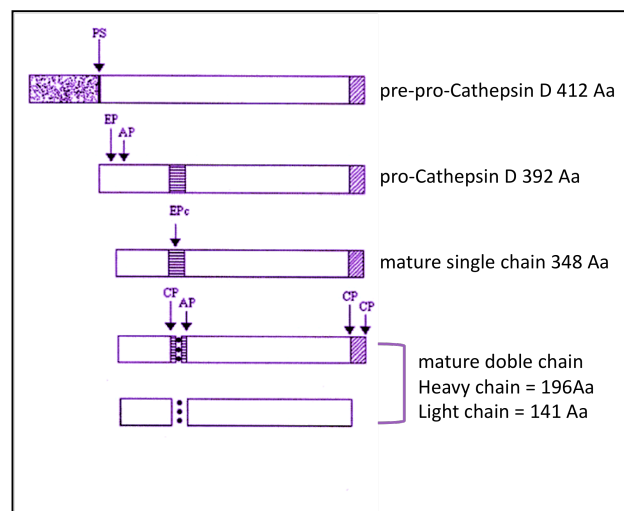 PS
pre-pro-Cathepsin D 412 Aa
EP
AP
pro-Cathepsin D 392 Aa
EPc
mature single chain 348 Aa
CP
AP
CP
CP
mature doble chain
Heavy chain = 196Aa
Light chain = 141 Aa